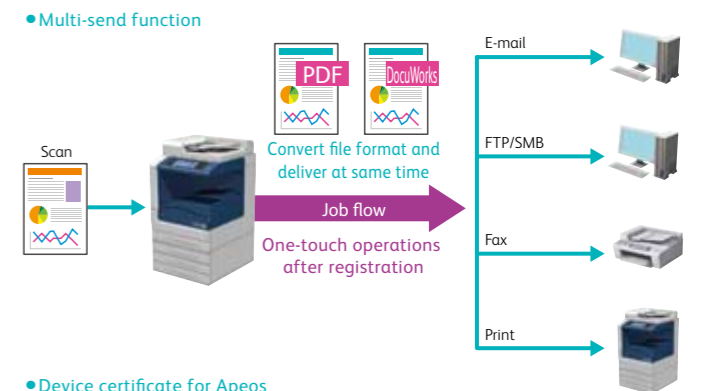 ●Multi-send function
E-mail
PDF
DocuWorks
FTP/SMB
Scan
Convert file format and
deliver at same time
Job flow
One-touch operations
after registration
Fax
Print
●Device certificate for Apeos